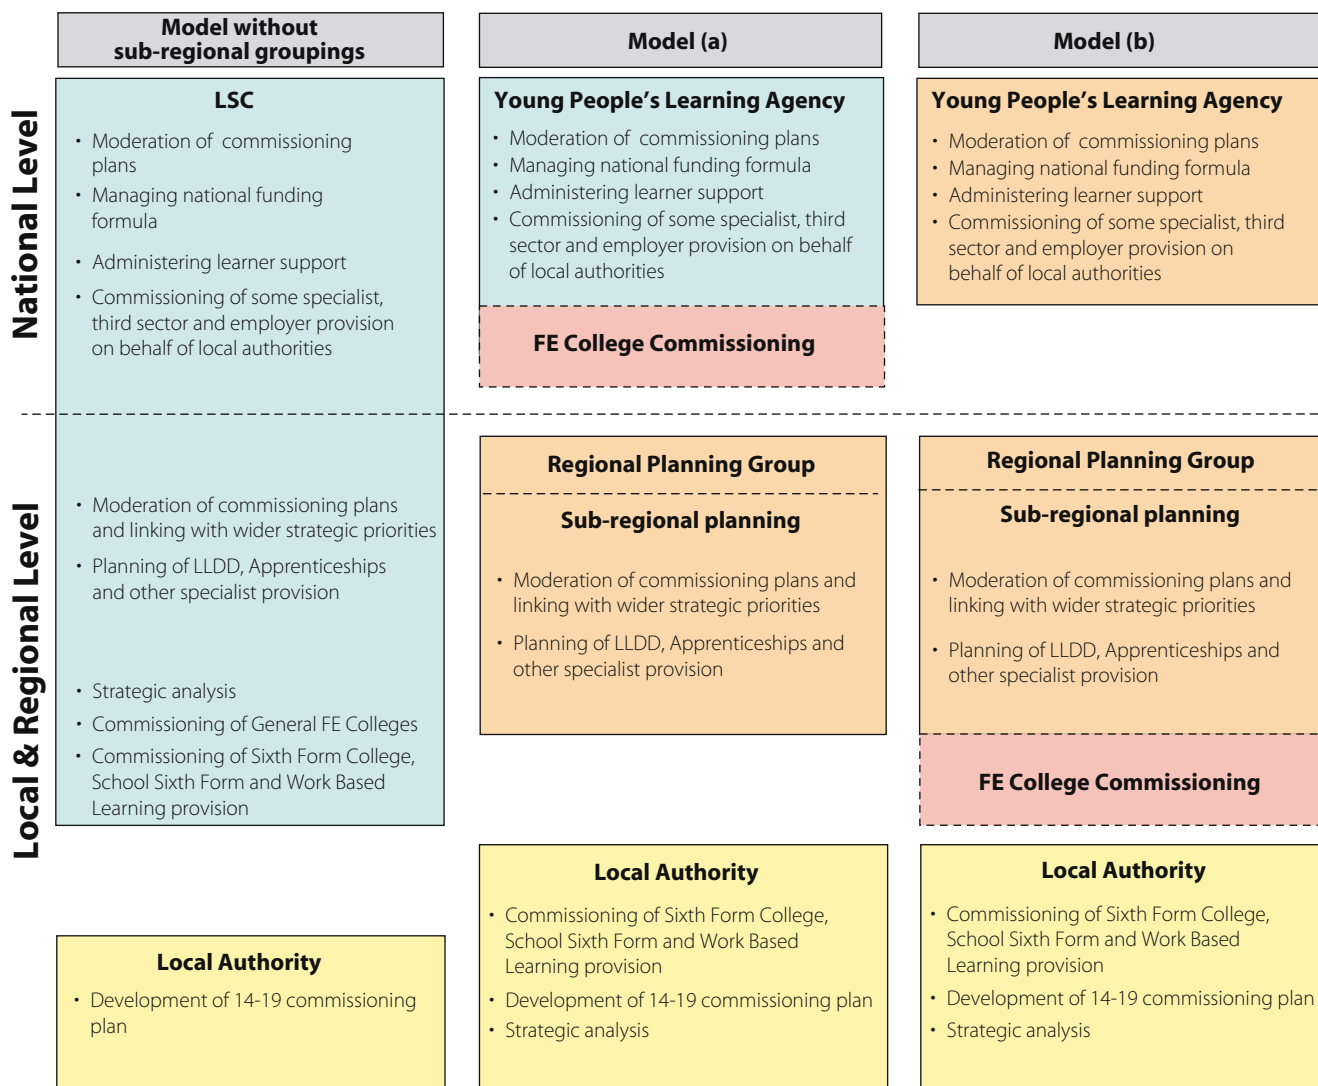 Model without
sub-regional groupings
Model (a)
Model (b)
National Level
LSC
• Moderation of commissioning
plans
• Managing national funding
formula
• Administering learner support
• Commissioning of some specialist,
third sector and employer provision
on behalf of local authorities
Young People's Learning Agency
• Moderation of commissioning plans
• Managing national funding formula
• Administering learner support
• Commissioning of some specialist, third
sector and employer provision on behalf
of local authorities
FE College Commissioning
Young People's Learning Agency
• Moderation of commissioning plans
• Managing national funding formula
• Administering learner support
• Commissioning of some specialist, third
sector and employer provision on
behalf of local authorities
Local & Regional Level
• Moderation of commissioning plans
and linking with wider strategic priorities
• Planning of LLDD, Apprenticeships
and other specialist provision
• Strategic analysis
• Commissioning of General FE Colleges
• Commissioning of Sixth Form College,
School Sixth Form and Work Based
Learning provision
Regional Planning Group
Sub-regional planning
• Moderation of commissioning plans and
linking with wider strategic priorities
• Planning of LLDD, Apprenticeships and
other specialist provision
Regional Planning Group
Sub-regional planning
• Moderation of commissioning plans and
linking with wider strategic priorities
• Planning of LLDD, Apprenticeships and
other specialist provision
FE College Commissioning
Local Authority
• Development of 14-19 commissioning
plan
Local Authority
• Commissioning of Sixth Form College,
School Sixth Form and Work Based
Learning provision
• Development of 14-19 commissioning plan
• Strategic analysis
Local Authority
• Commissioning of Sixth Form College,
School Sixth Form and Work Based
Learning provision
• Development of 14-19 commissioning plan
• Strategic analysis